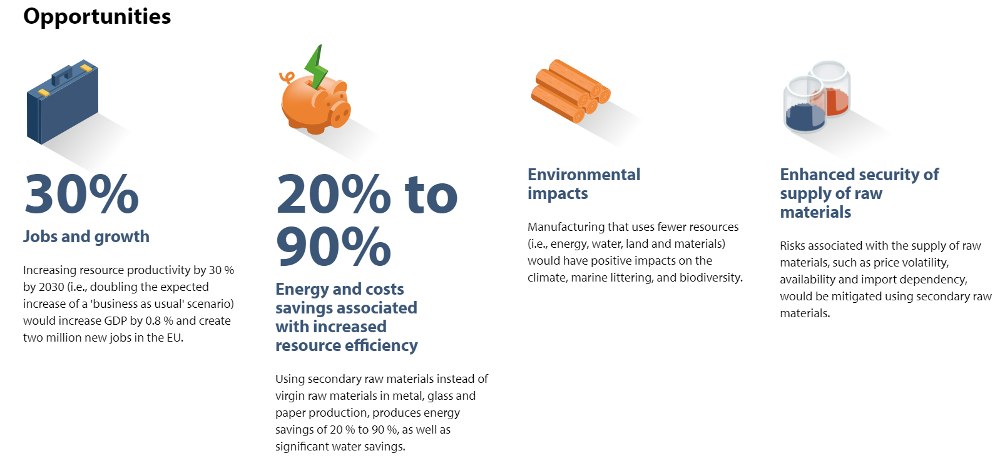 Opportunities
30%
Jobs and growth
Increasing resource productivity by 30 %
by 2030 (i.e., doubling the expected
increase of a 'business as usual' scenario)
would increase GDP by 0.8 % and create
two million new jobs in the EU.
20% to
90%
Energy and costs
savings associated
with increased
resource efficiency
Using secondary raw materials instead of
virgin raw materials in metal, glass and
paper production, produces energy
savings of 20 % to 90 %, as well as
significant water savings.
Environmental
impacts
Manufacturing that uses fewer resources
(i.e., energy, water, land and materials)
would have positive impacts on the
climate, marine littering, and biodiversity.
Enhanced security of
supply of raw
materials
Risks associated with the supply of raw
materials, such as price volatility,
availability and import dependency,
would be mitigated using secondary raw
materials.